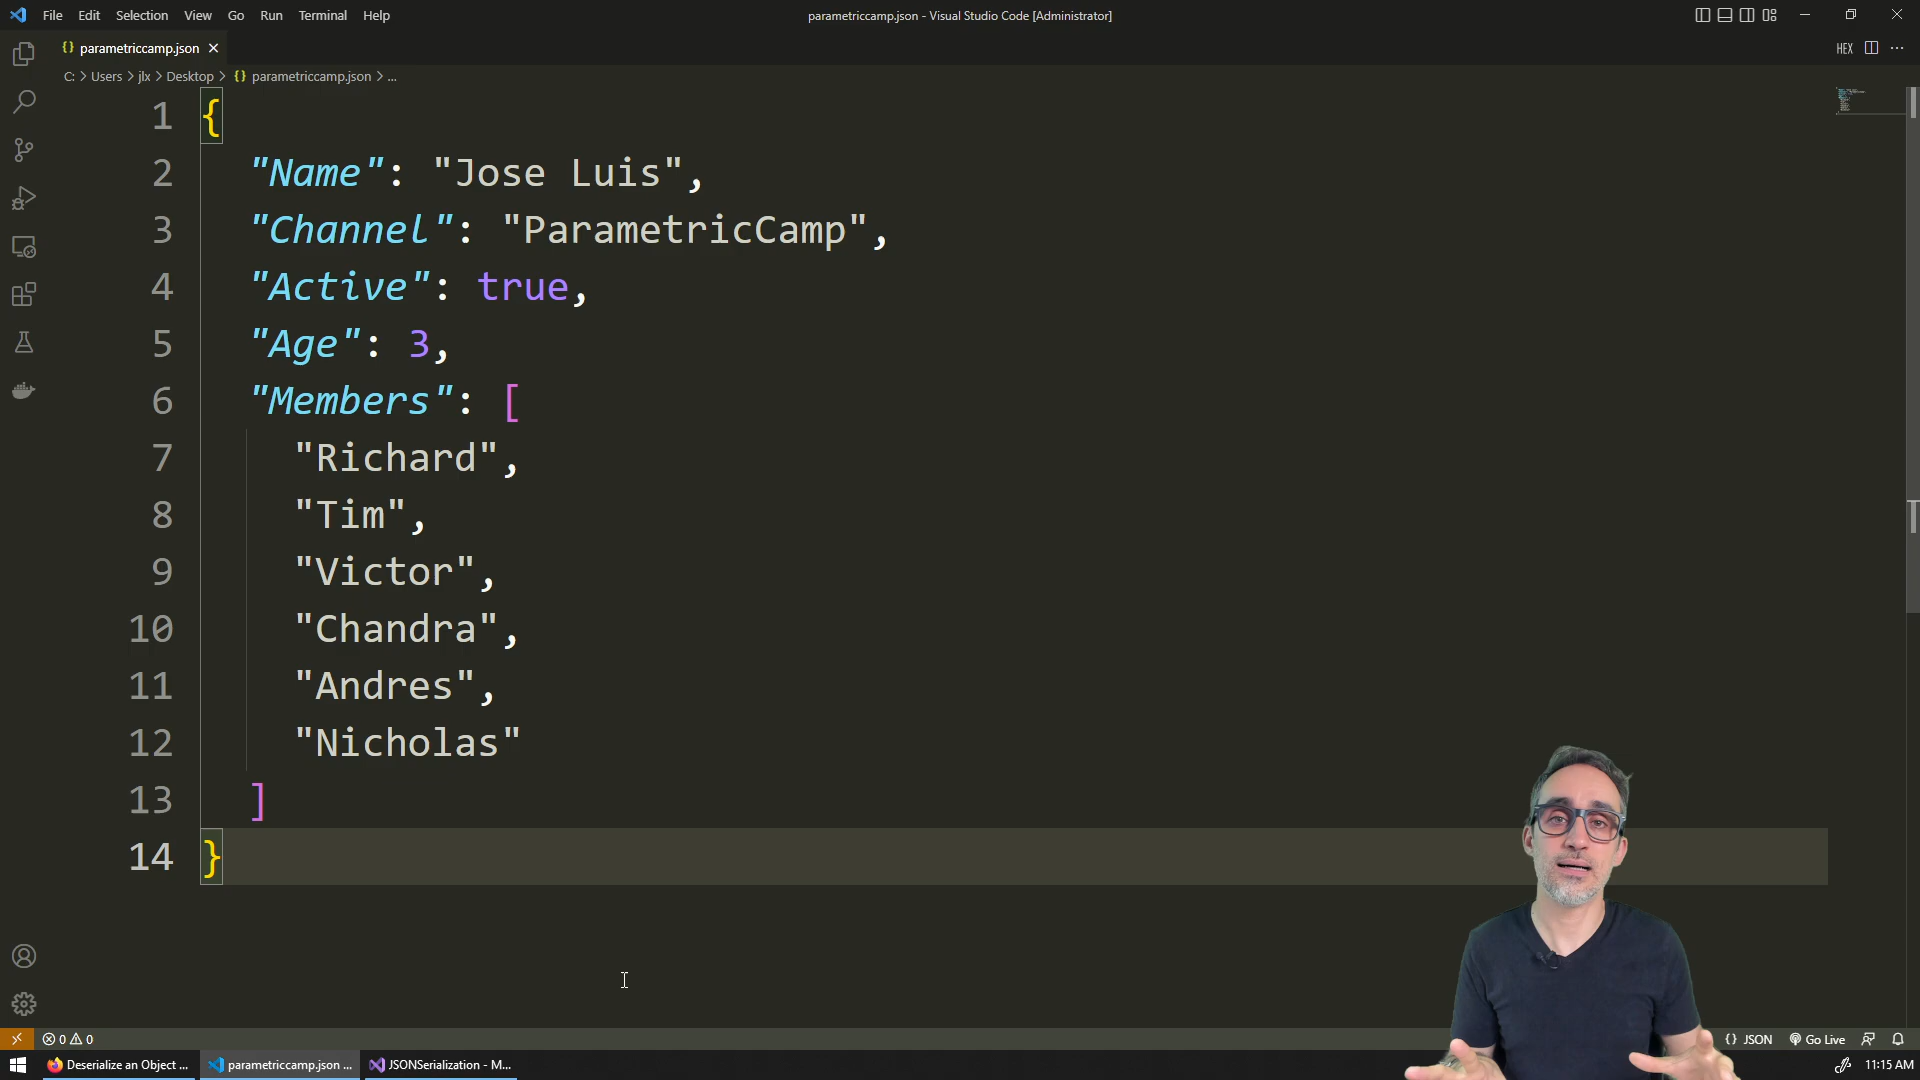 File Edit Selection View Go Run Terminal Help
parametriccamp.json - Visual Studio Code [Administrator]
{} parametriccamp.json ×
HEX
C: > Users > jlx > Desktop > {} parametriccamp.json > ...
1 {
2 "Name": "Jose Luis",
3 "Channel": "ParametricCamp",
4 "Active": true,
5 "Age": 3,
6 "Members": [
7 "Richard",
8 "Tim",
9 "Victor",
10 "Chandra",
11 "Andres",
12 "Nicholas"
13 ]
14 }
0 0
{} JSON Go Live
Deserialize an Object ...
parametriccamp.json ...
JSONSerialization - M...
11:15 AM